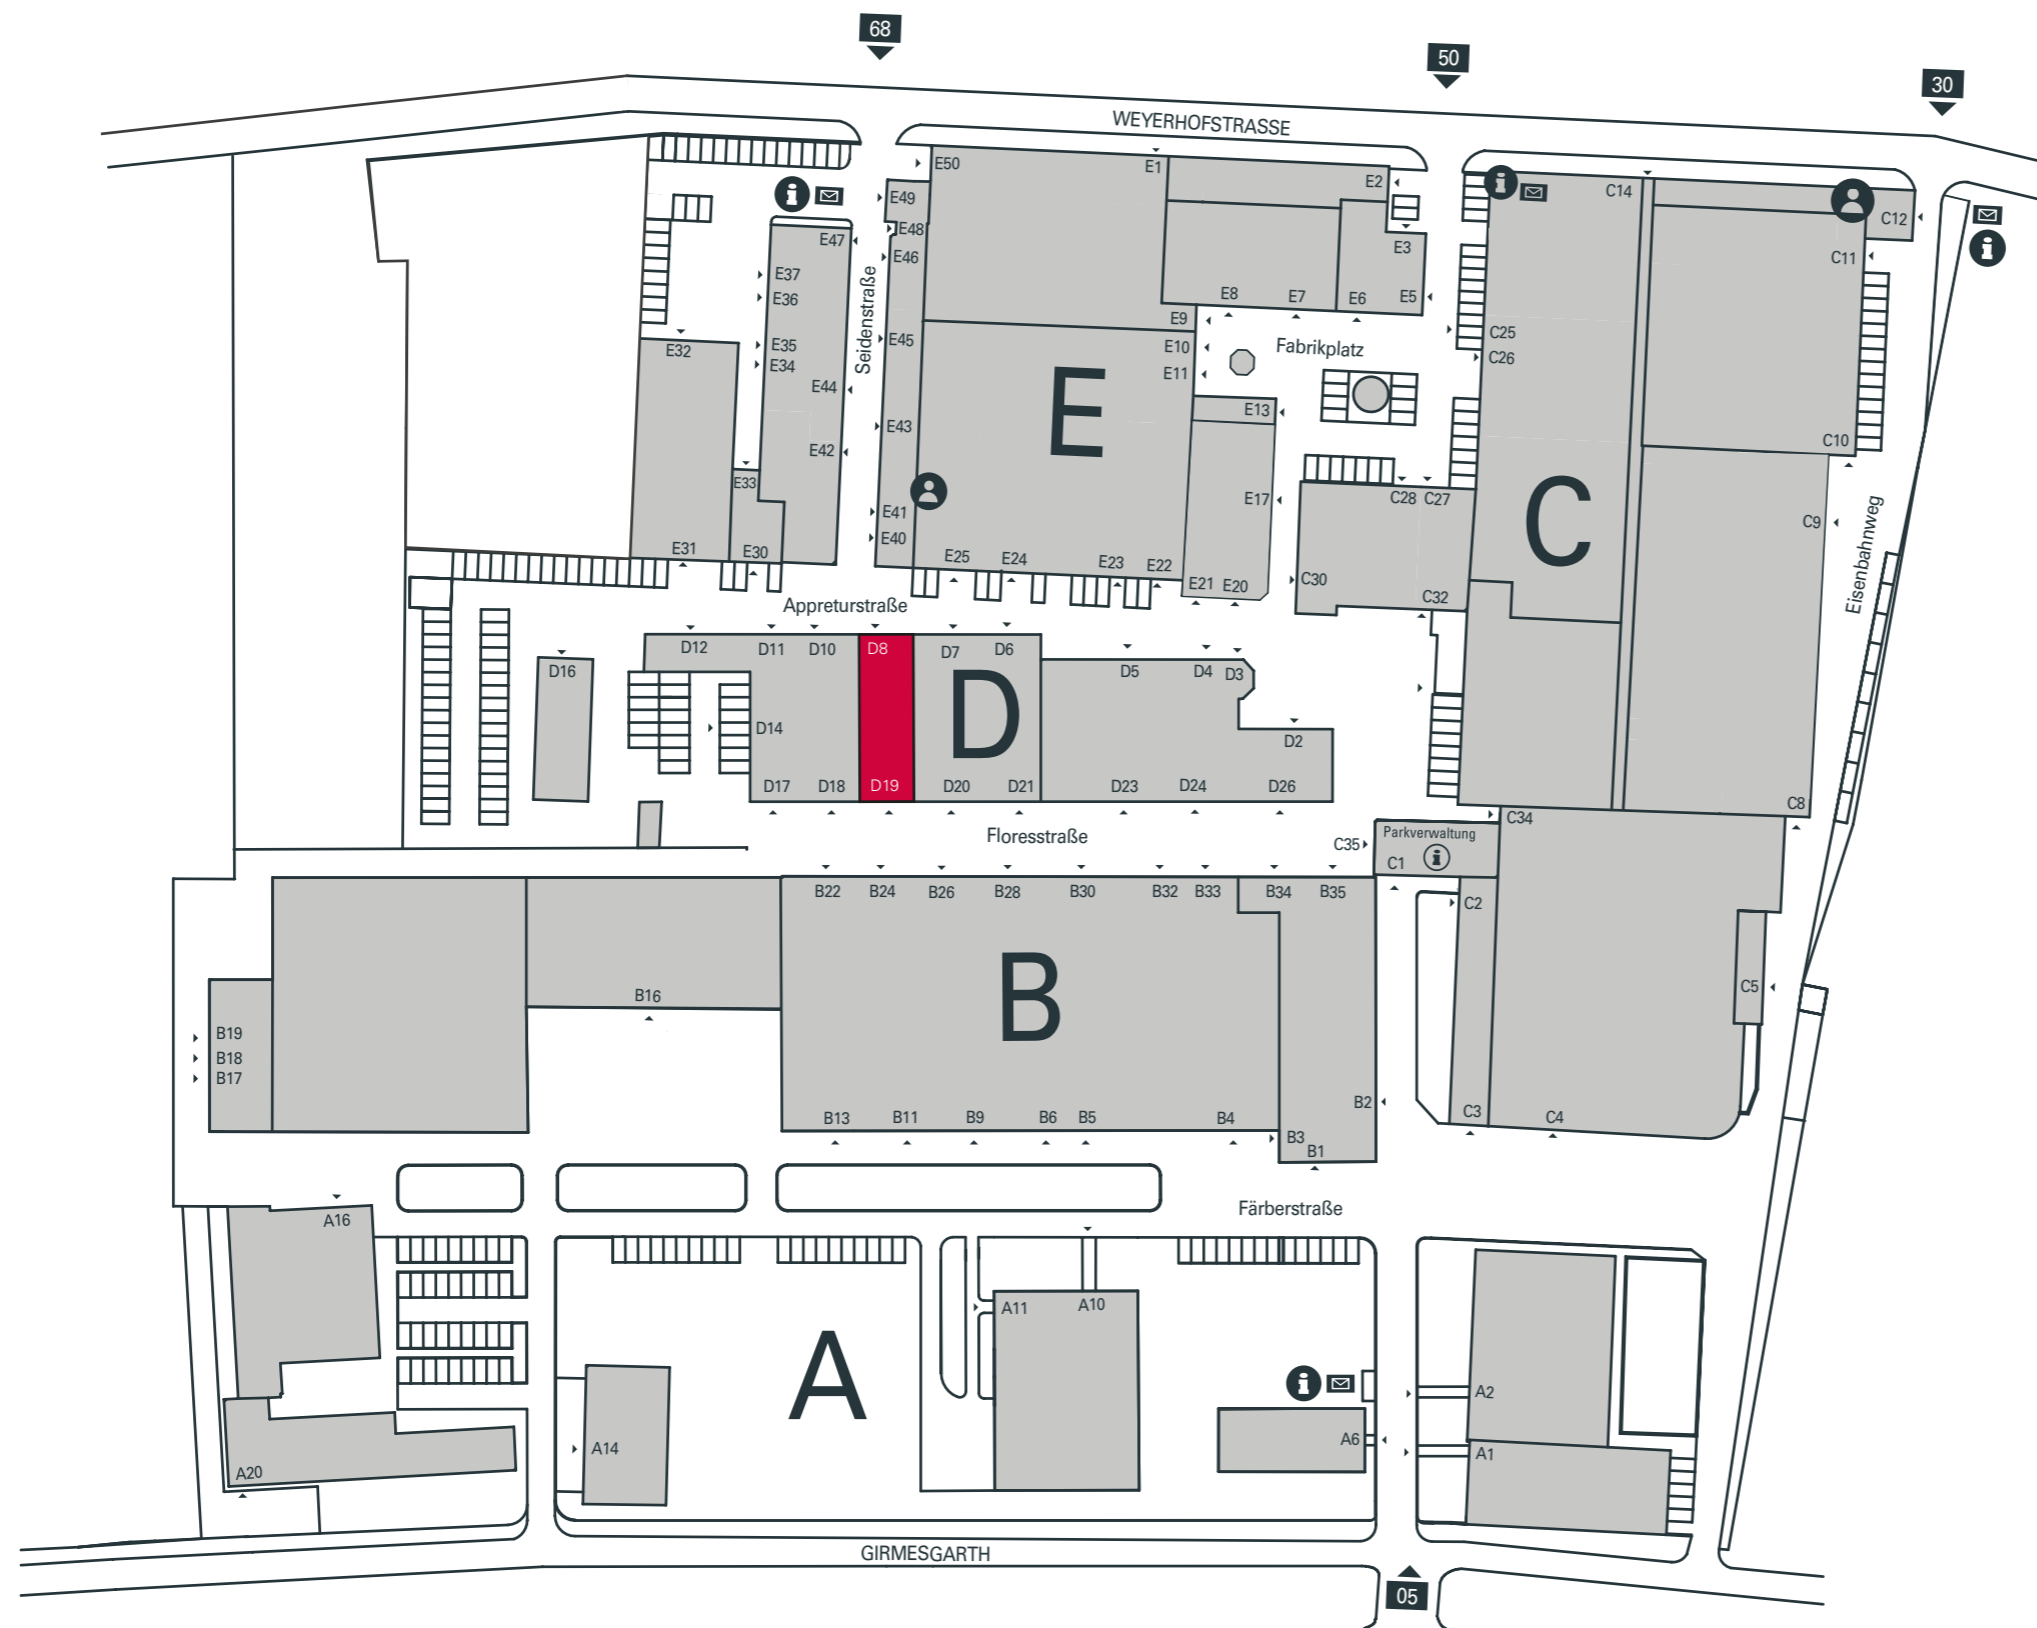 68
50
30
WEYERHOFSTRASSE
E50
E1
E2
C14
C12
E49
E48
E47
E46
E3
C11
E37
E36
E8
E7
E6
E5
Seidenstraße
E9
C25
E45
E35
E34
E32
E10
Fabrikplatz
C26
E11
E44
E
E13
E43
E42
C10
E33
E17
C28
C27
C
C9
E41
E40
Eisenbahnweg
E31
E30
E25
E24
E23
E22
E21
E20
C30
C32
Appreturstraße
D12
D11
D10
D8
D7
D6
D16
D5
D4
D3
D
D14
D2
D17
D18
D19
D20
D21
D23
D24
D26
C8
C34
Floresstraße
Parkverwaltung
C35
C1
B22
B24
B26
B28
B30
B32
B33
B34
B35
C2
B
B16
C5
B19
B18
B17
B2
B13
B11
B9
B6
B5
B4
B3
B1
C3
C4
Färberstraße
A16
A11
A10
A
A2
A14
A6
A1
A20
GIRMESGARTH
05